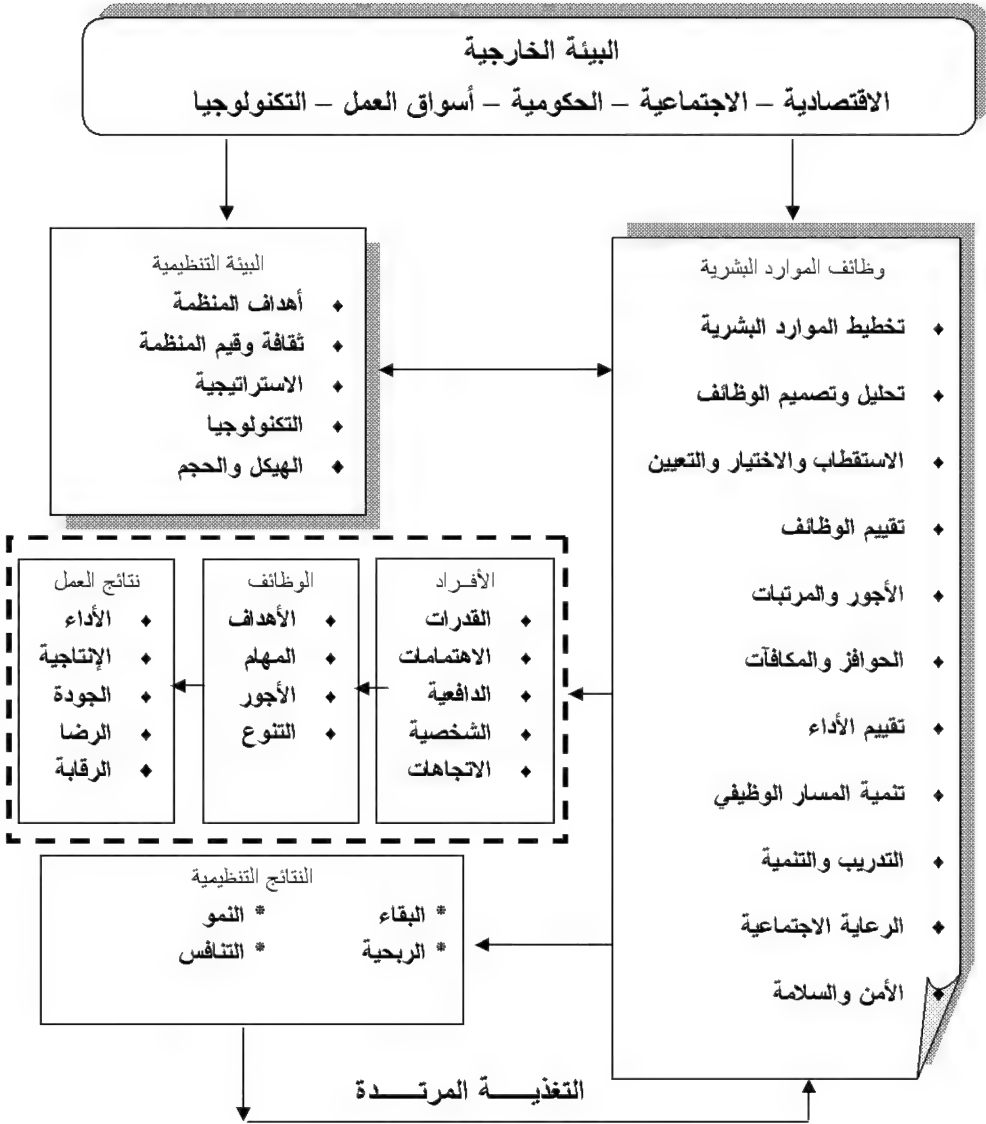 البيئة الخارجية
الاقتصادية – الاجتماعية – الحكومية – أسواق العمل – التكنولوجيا
وظائف الموارد البشرية
♦ تخطيط الموارد البشرية
♦ تحليل وتصميم الوظائف
♦ الاستقطاب والاختيار والتعيين
♦ تقييم الوظائف
♦ الأجور والمرتبات
♦ الحوافز والمكافآت
♦ تقييم الأداء
♦ تنمية المسار الوظيفي
♦ التدريب والتنمية
♦ الرعاية الاجتماعية
♦ الأمن والسلامة
البيئة التنظيمية
♦ أهداف المنظمة
♦ ثقافة وقيم المنظمة
♦ الاستراتيجية
♦ التكنولوجيا
♦ الهيكل والحجم
الأفــراد
♦ القدرات
♦ الاهتمامات
♦ الدافعية
♦ الشخصية
♦ الاتجاهات
الوظائف
♦ الأهداف
♦ المهام
♦ الأجور
♦ التنوع
نتائج العمل
♦ الأداء
♦ الإنتاجية
♦ الجودة
♦ الرضا
♦ الرقابة
النتائج التنظيمية
* البقاء * النمو
* الربحية * التنافس
التغذيــــة المرتــــدة